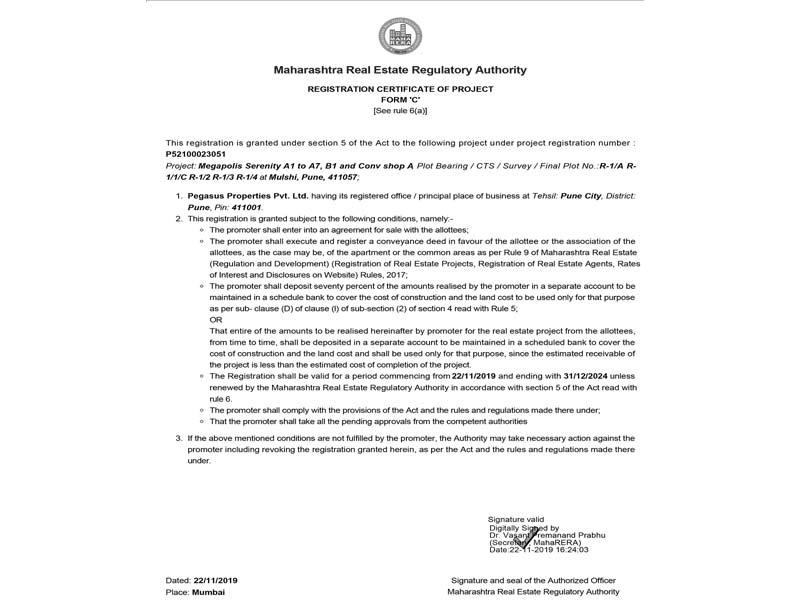 Maharashtra Real Estate Regulatory Authority
REGISTRATION CERTIFICATE OF PROJECT
FORM 'C'
[See rule 6(a)]
This registration is granted under section 5 of the Act to the following project under project registration number :
P52100023051
Project: Megapolis Serenity A1 to A7, B1 and Conv shop A Plot Bearing / CTS / Survey / Final Plot No.:R-1/A R-
1/1/C R-1/2 R-1/3 R-1/4 at Mulshi, Pune, 411057;
1. Pegasus Properties Pvt. Ltd. having its registered office / principal place of business at Tehsil: Pune City, District:
Pune, Pin: 411001.
2. This registration is granted subject to the following conditions, namely:-
The promoter shall enter into an agreement for sale with the allottees;
The promoter shall execute and register a conveyance deed in favour of the allottee or the association of the
allottees, as the case may be, of the apartment or the common areas as per Rule 9 of Maharashtra Real Estate
(Regulation and Development) (Registration of Real Estate Projects, Registration of Real Estate Agents, Rates
of Interest and Disclosures on Website) Rules, 2017;
The promoter shall deposit seventy percent of the amounts realised by the promoter in a separate account to be
maintained in a schedule bank to cover the cost of construction and the land cost to be used only for that purpose
as per sub- clause (D) of clause (l) of sub-section (2) of section 4 read with Rule 5;
OR
That entire of the amounts to be realised hereinafter by promoter for the real estate project from the allottees,
from time to time, shall be deposited in a separate account to be maintained in a scheduled bank to cover the
cost of construction and the land cost and shall be used only for that purpose, since the estimated receivable of
the project is less than the estimated cost of completion of the project.
The Registration shall be valid for a period commencing from 22/11/2019 and ending with 31/12/2024 unless
renewed by the Maharashtra Real Estate Regulatory Authority in accordance with section 5 of the Act read with
rule 6.
The promoter shall comply with the provisions of the Act and the rules and regulations made there under;
That the promoter shall take all the pending approvals from the competent authorities
3. If the above mentioned conditions are not fulfilled by the promoter, the Authority may take necessary action against the
promoter including revoking the registration granted herein, as per the Act and the rules and regulations made there
under.
Signature valid
Digitally Signed by
Dr. Vasant Premanand Prabhu
(Secretary, MahaRERA)
Date:22-11-2019 16:24:03
Dated: 22/11/2019
Place: Mumbai
Signature and seal of the Authorized Officer
Maharashtra Real Estate Regulatory Authority